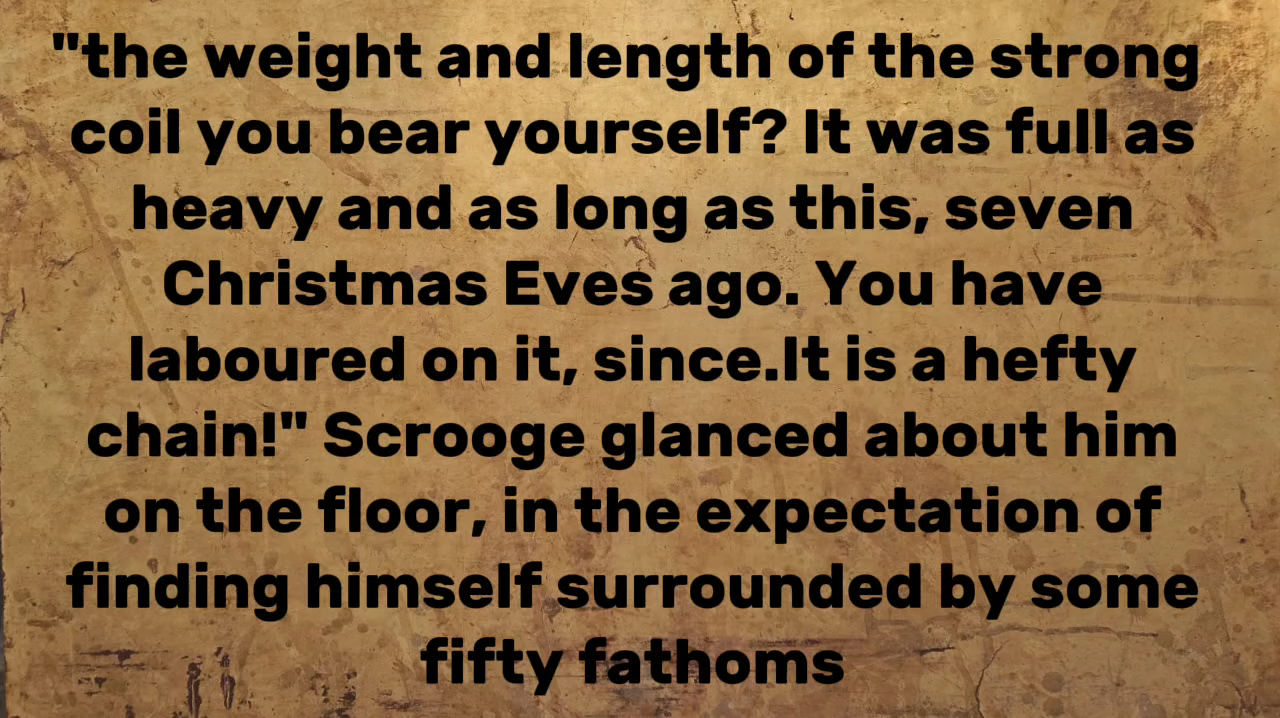 "the weight and length of the strong
coil you bear yourself? It was full as
heavy and as long as this, seven
Christmas Eves ago. You have
laboured on it, since.It is a hefty
chain!" Scrooge glanced about him
on the floor, in the expectation of
finding himself surrounded by some
fifty fathoms